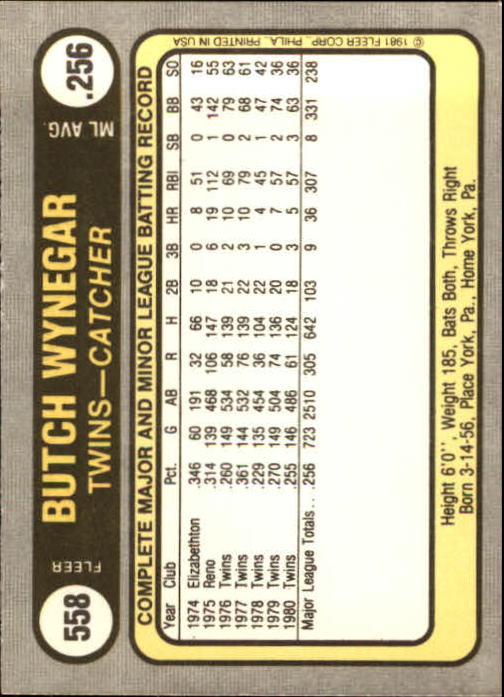 558 FLEER BUTCH WYNEGAR ML AVG. .256
TWINS—CATCHER
COMPLETE MAJOR AND MINOR LEAGUE BATTING RECORD
Year Club Pct. G AB R H 2B 3B HR RBI SB BB SO
1974 Elizabethton .346 60 191 32 66 10 0 8 51 0 43 16
1975 Reno .314 139 468 106 147 18 6 19 112 1 142 55
1976 Twins .260 149 534 58 139 21 2 10 69 0 79 63
1977 Twins .361 144 532 76 139 22 3 10 79 2 68 61
1978 Twins .229 135 454 36 104 22 1 4 45 1 47 42
1979 Twins .270 149 504 74 136 20 0 7 57 2 74 36
1980 Twins .255 146 486 61 124 18 3 5 57 3 63 36
Major League Totals... .256 723 2510 305 642 103 9 36 307 8 331 238
Height 6'0'', Weight 185, Bats Both, Throws Right
Born 3-14-56, Place York, Pa., Home York, Pa.
© 1981 FLEER CORP., PHILA., PRINTED IN USA